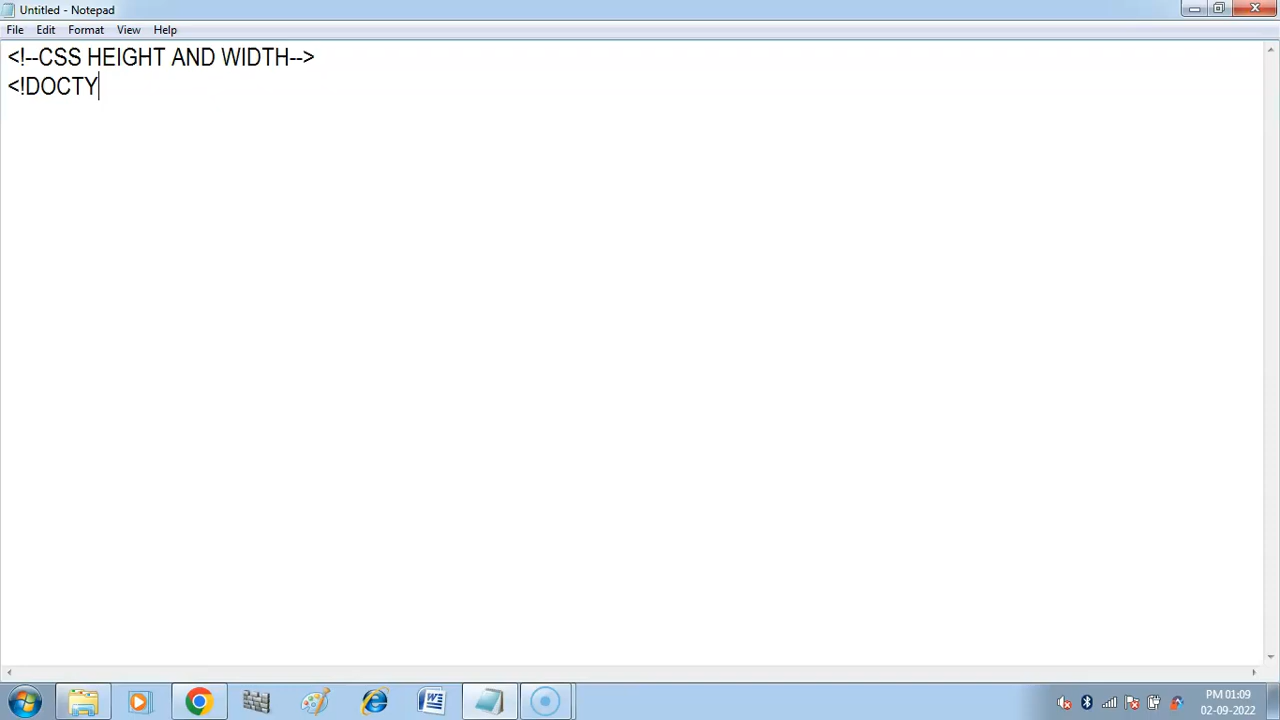 Untitled - Notepad
File Edit Format View Help
<!--CSS HEIGHT AND WIDTH-->
<!DOCTY
PM 01:09
02-09-2022